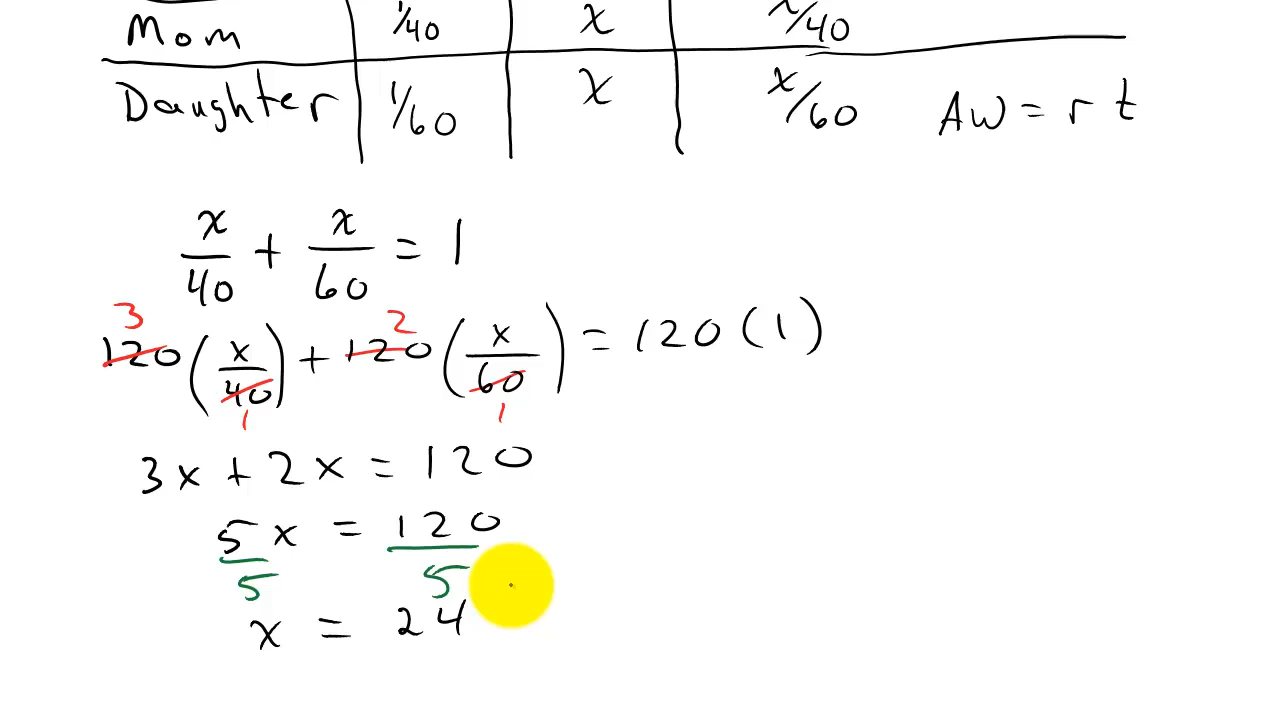 Mom 1/40 x x/40
Daughter 1/60 x x/60 AW = r t
x/40 + x/60 = 1
3 2
120(x/40) + 120(x/60) = 120(1)
1 1
3x + 2x = 120
5x = 120
5 5
x = 24